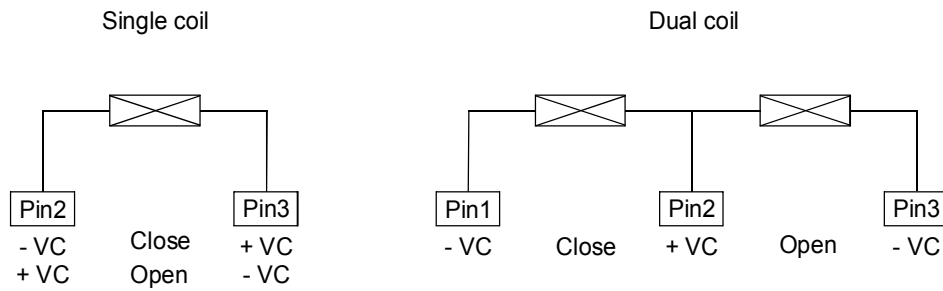 Single coil
Dual coil
Pin2
Pin3
Pin1
Pin2
Pin3
- VC Close + VC
+ VC Open - VC
- VC Close + VC Open - VC